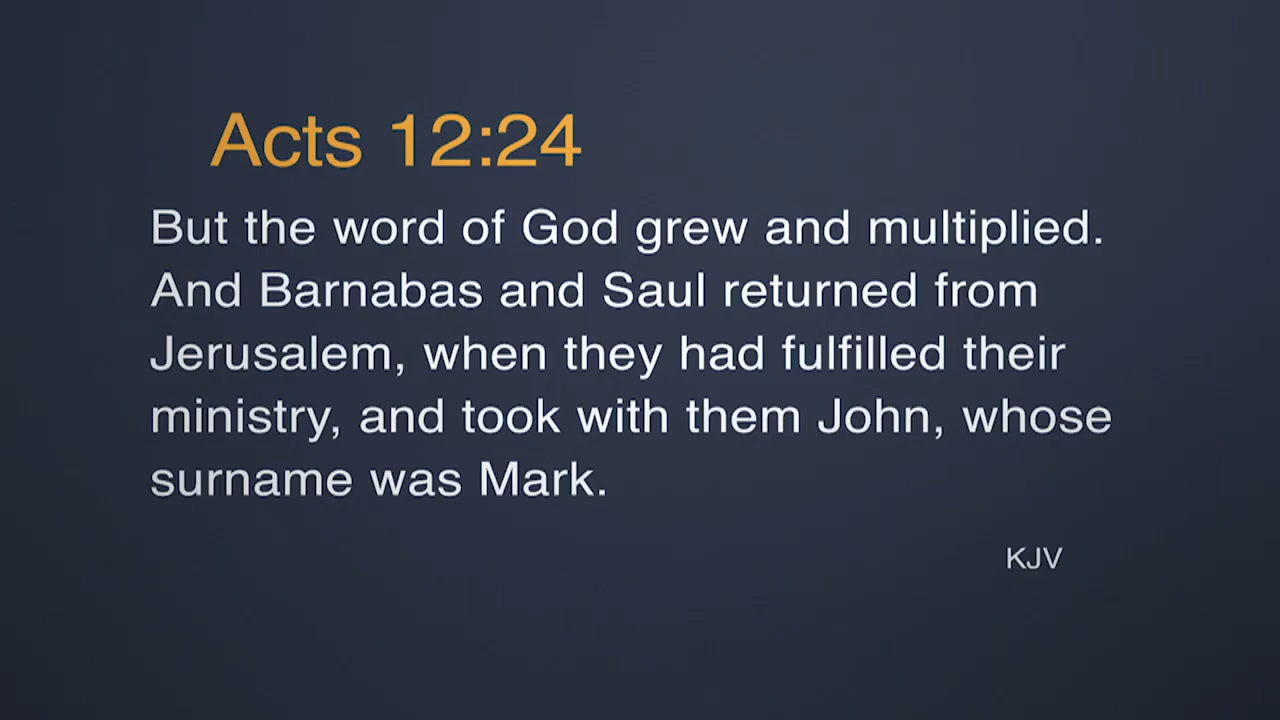 Acts 12:24
But the word of God grew and multiplied.
And Barnabas and Saul returned from
Jerusalem, when they had fulfilled their
ministry, and took with them John, whose
surname was Mark.
KJV